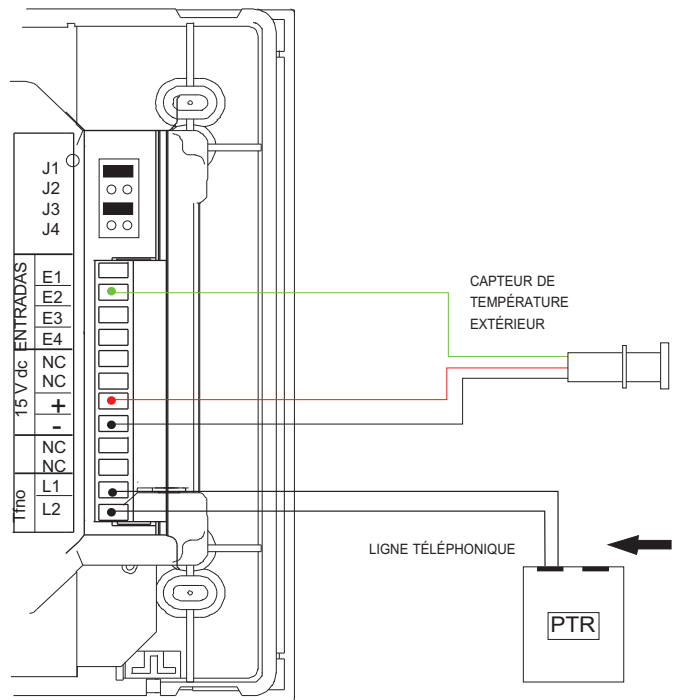 J1
J2
J3
J4
ENTRADAS
E1
E2
E3
E4
15 V dc
NC
NC
+
-
NC
NC
Tfno
L1
L2
CAPTEUR DE
TEMPÉRATURE
EXTÉRIEUR
LIGNE TÉLÉPHONIQUE
PTR